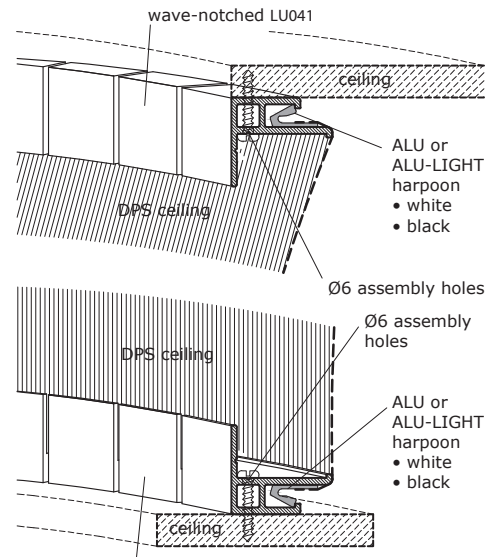 wave-notched LU041
ceiling
ALU or
ALU-LIGHT
harpoon
• white
• black
DPS ceiling
Ø6 assembly holes
Ø6 assembly
holes
DPS ceiling
ALU or
ALU-LIGHT
harpoon
• white
• black
ceiling